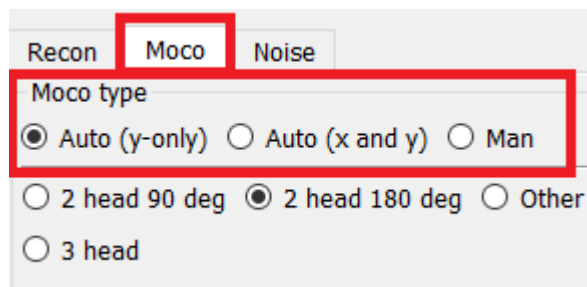 Recon Moco Noise
Moco type
Auto (y-only) Auto (x and y) Man
2 head 90 deg 2 head 180 deg Other
3 head